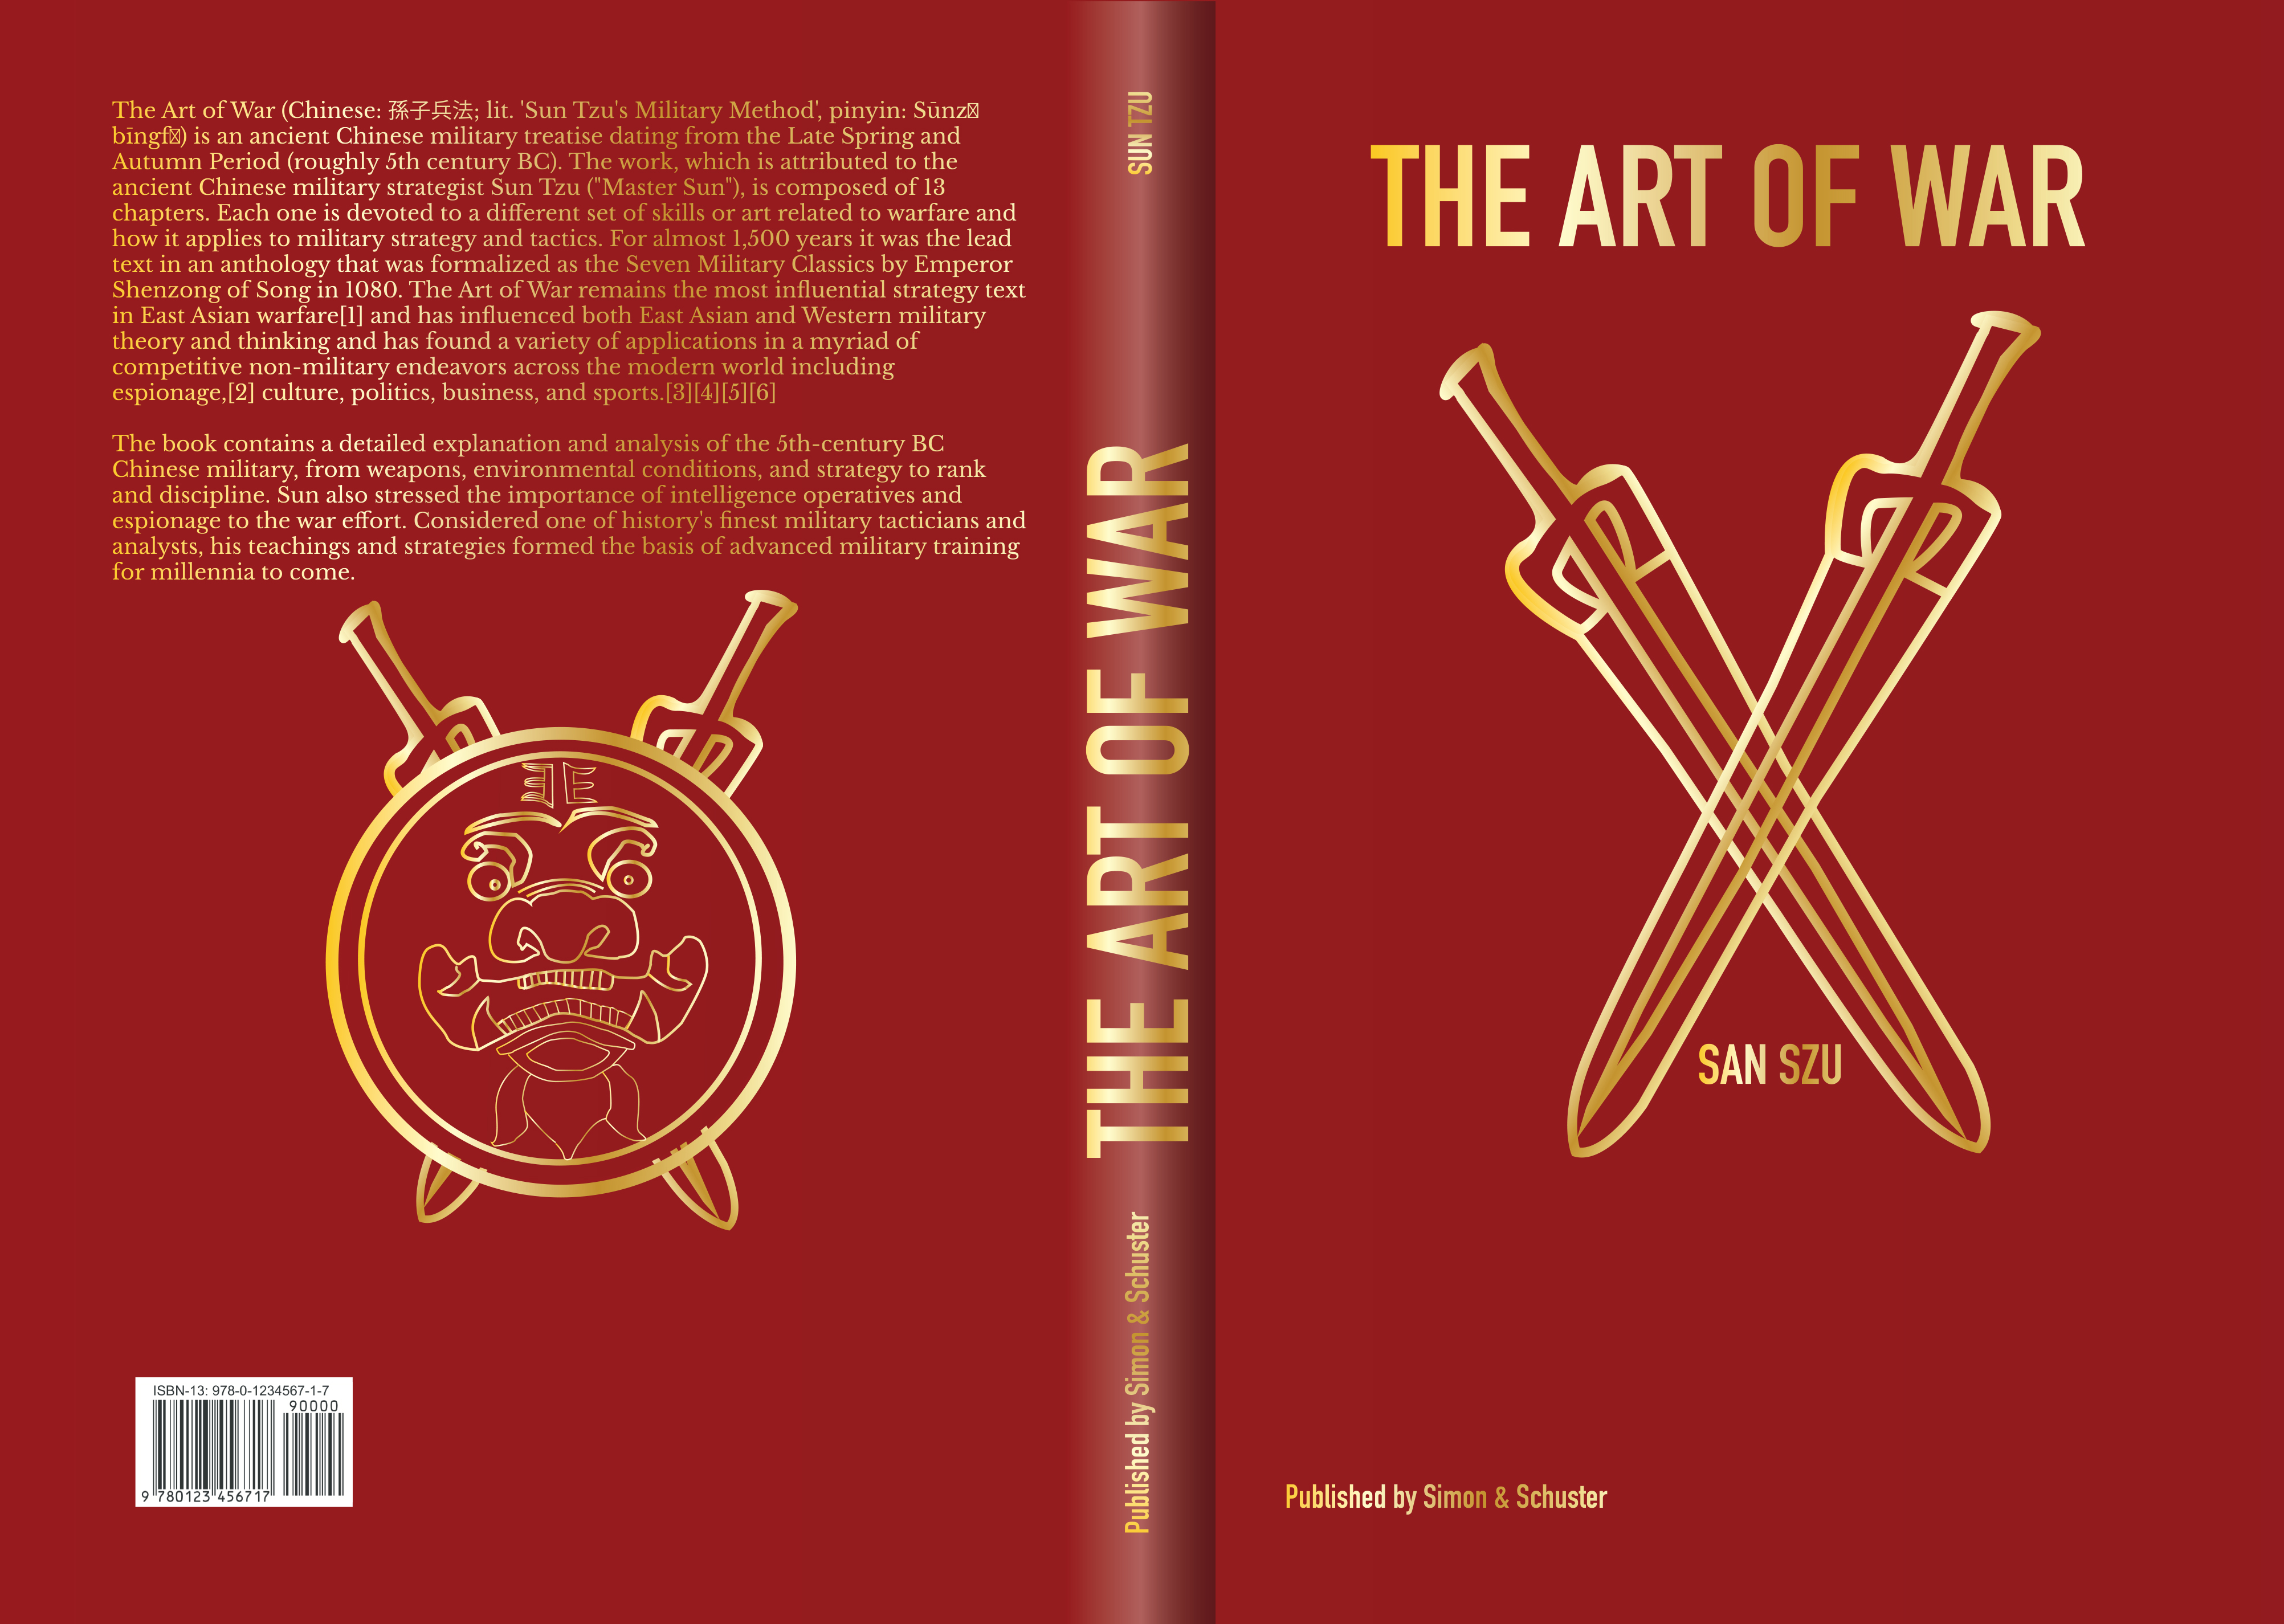 The Art of War (Chinese: 孫子兵法; lit. 'Sun Tzu's Military Method', pinyin: Sūnz
bīngf) is an ancient Chinese military treatise dating from the Late Spring and
Autumn Period (roughly 5th century BC). The work, which is attributed to the
ancient Chinese military strategist Sun Tzu ("Master Sun"), is composed of 13
chapters. Each one is devoted to a different set of skills or art related to warfare and
how it applies to military strategy and tactics. For almost 1,500 years it was the lead
text in an anthology that was formalized as the Seven Military Classics by Emperor
Shenzong of Song in 1080. The Art of War remains the most influential strategy text
in East Asian warfare[1] and has influenced both East Asian and Western military
theory and thinking and has found a variety of applications in a myriad of
competitive non-military endeavors across the modern world including
espionage,[2] culture, politics, business, and sports.[3][4][5][6]
The book contains a detailed explanation and analysis of the 5th-century BC
Chinese military, from weapons, environmental conditions, and strategy to rank
and discipline. Sun also stressed the importance of intelligence operatives and
espionage to the war effort. Considered one of history's finest military tacticians and
analysts, his teachings and strategies formed the basis of advanced military training
for millennia to come.
ISBN-13: 978-0-1234567-1-7
90000
9 780123 456717
SUN TZU
THE ART OF WAR
Published by Simon & Schuster
THE ART OF WAR
SAN SZU
Published by Simon & Schuster